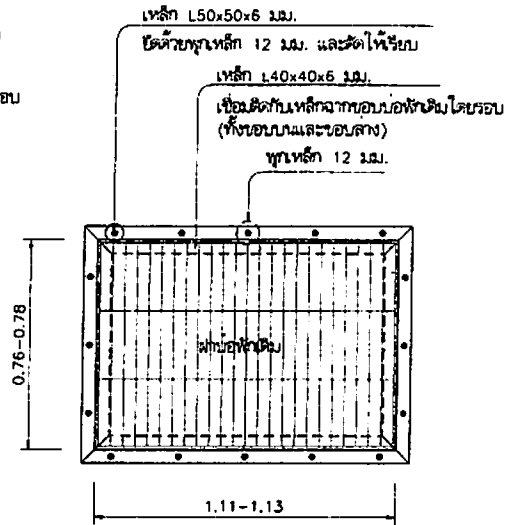 เหล็ก L50x50x6 มม.
ยึดด้วยพุกเหล็ก 12 มม. และตัดให้เรียบ
อบ
เหล็ก L40x40x6 มม.
เชื่อมติดกับเหล็กฉากขอบบ่อพักเดิมโดยรอบ
(ทั้งขอบบนและขอบล่าง)
พุกเหล็ก 12 มม.
0.76-0.78
ฝาบ่อพักเดิม
1.11-1.13